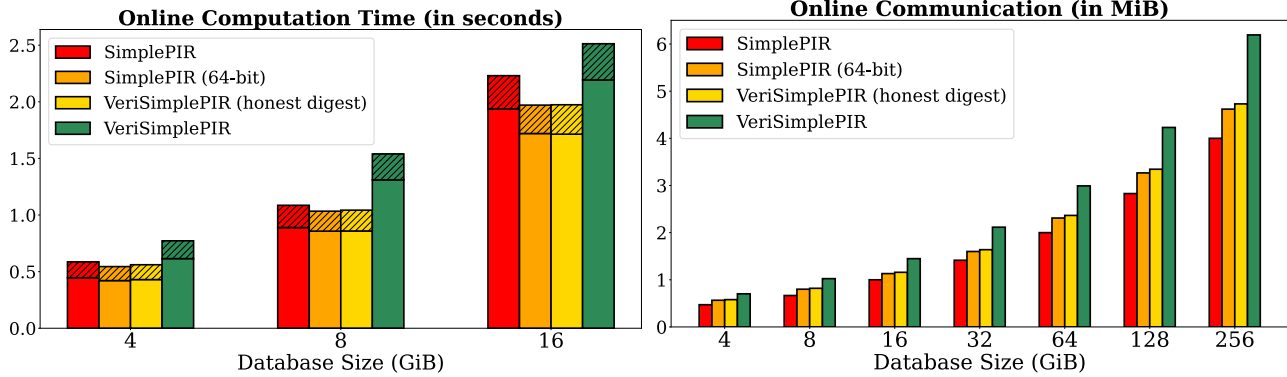 Online Computation Time (in seconds)
2.5
2.0
1.5
1.0
0.5
0.0
SimplePIR
SimplePIR (64-bit)
VeriSimplePIR (honest digest)
VeriSimplePIR
4 8 16
Database Size (GiB)
Online Communication (in MiB)
6
5
4
3
2
1
0
SimplePIR
SimplePIR (64-bit)
VeriSimplePIR (honest digest)
VeriSimplePIR
4 8 16 32 64 128 256
Database Size (GiB)